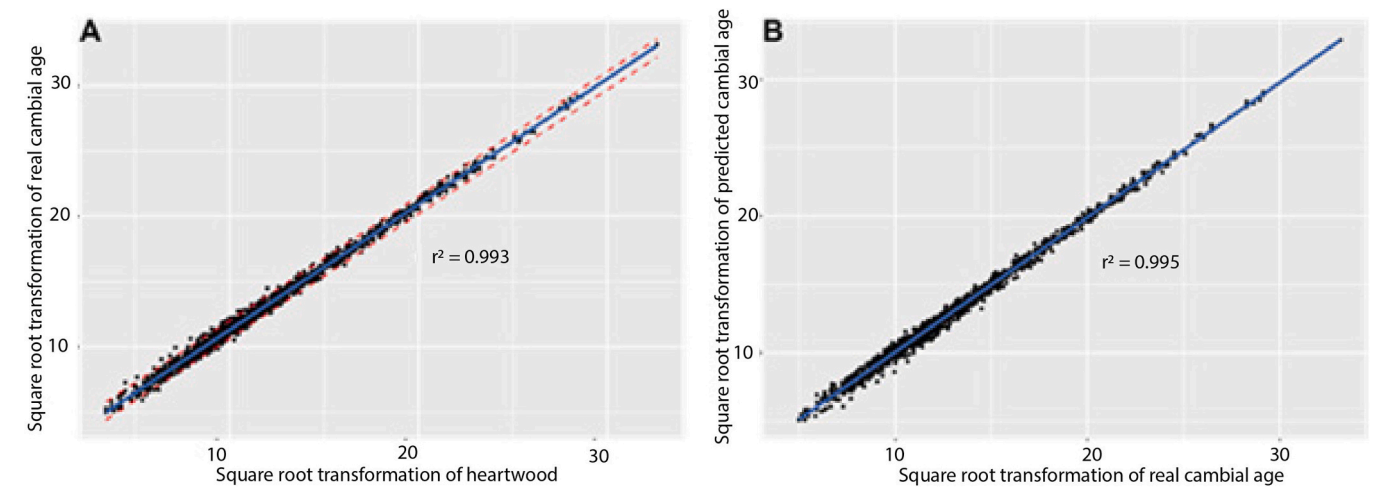 A
Square root transformation of real cambial age
30
20
10
r² = 0.993
10
20
30
Square root transformation of heartwood
B
Square root transformation of predicted cambial age
30
20
10
r² = 0.995
10
20
30
Square root transformation of real cambial age